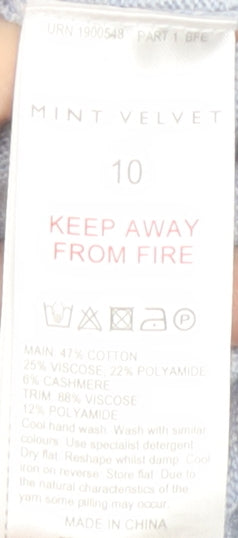 URN 1900548 PART 1 BFE
MINT VELVET
10
KEEP AWAY
FROM FIRE
P
MAIN: 47% COTTON
25% VISCOSE, 22% POLYAMIDE
6% CASHMERE
TRIM: 88% VISCOSE
12% POLYAMIDE
Cool hand wash. Wash with similar
colours. Use specialist detergent.
Dry flat. Reshape whilst damp. Cool
iron on reverse. Store flat. Due to
the natural characteristics of the
yarn some pilling may occur.
MADE IN CHINA